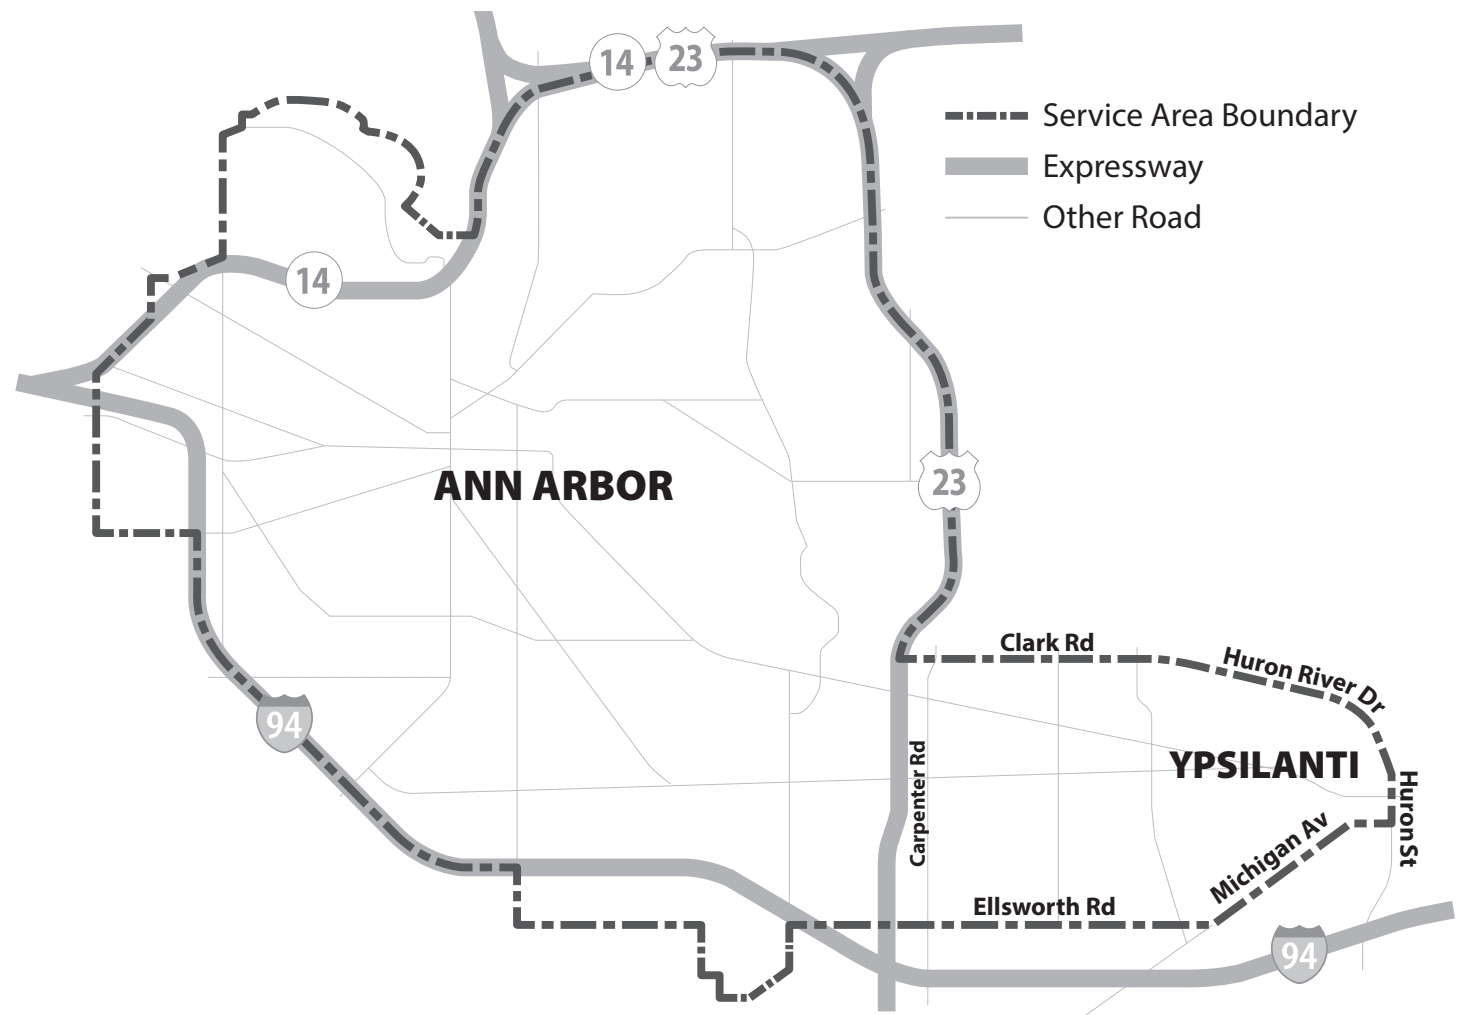 14
23
Service Area Boundary
Expressway
Other Road
14
ANN ARBOR
23
Clark Rd
Huron River Dr
94
YPSILANTI
Carpenter Rd
Huron St
Michigan Av
Ellsworth Rd
94